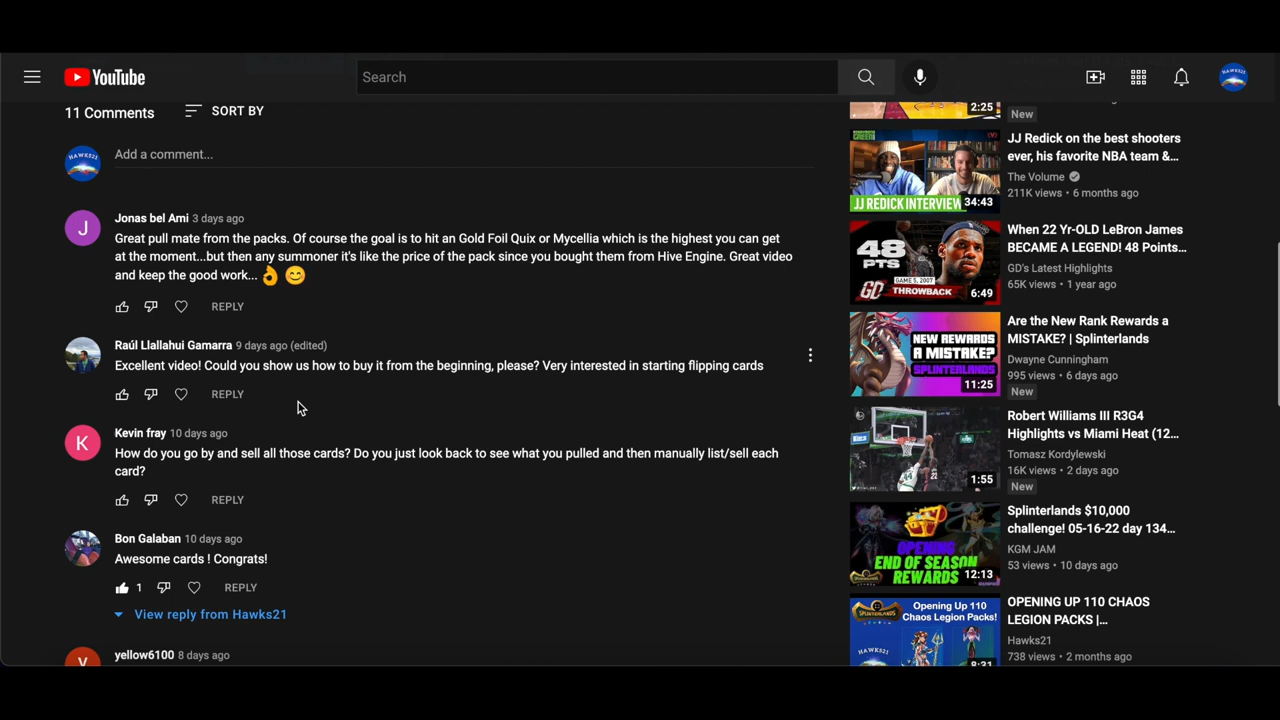 YouTube
Search
HAWKS21
11 Comments
SORT BY
HAWKS21
Add a comment...
J
Jonas bel Ami 3 days ago
Great pull mate from the packs. Of course the goal is to hit an Gold Foil Quix or Mycellia which is the highest you can get
at the moment...but then any summoner it's like the price of the pack since you bought them from Hive Engine. Great video
and keep the good work... 👌 😊
REPLY
Raúl Llallahui Gamarra 9 days ago (edited)
Excellent video! Could you show us how to buy it from the beginning, please? Very interested in starting flipping cards
REPLY
K
Kevin fray 10 days ago
How do you go by and sell all those cards? Do you just look back to see what you pulled and then manually list/sell each
card?
REPLY
Bon Galaban 10 days ago
Awesome cards ! Congrats!
1
REPLY
View reply from Hawks21
yellow6100 8 days ago
2:25
New
JJ REDICK INTERVIEW
34:43
JJ Redick on the best shooters
ever, his favorite NBA team &...
The Volume
211K views • 6 months ago
48
PTS
GAME 5, 2007
GD THROWBACK
6:49
When 22 Yr-OLD LeBron James
BECAME A LEGEND! 48 Points...
GD's Latest Highlights
65K views • 1 year ago
NEW REWARDS
A MISTAKE?
SPLINTERLANDS
11:25
Are the New Rank Rewards a
MISTAKE? | Splinterlands
Dwayne Cunningham
995 views • 6 days ago
New
1:55
Robert Williams III R3G4
Highlights vs Miami Heat (12...
Tomasz Kordylewski
16K views • 2 days ago
New
OPENING
END OF SEASON
REWARDS
12:13
Splinterlands $10,000
challenge! 05-16-22 day 134...
KGM JAM
53 views • 10 days ago
Opening Up 110
Chaos Legion Packs!
HAWKS21
8:31
OPENING UP 110 CHAOS
LEGION PACKS |...
Hawks21
738 views • 2 months ago